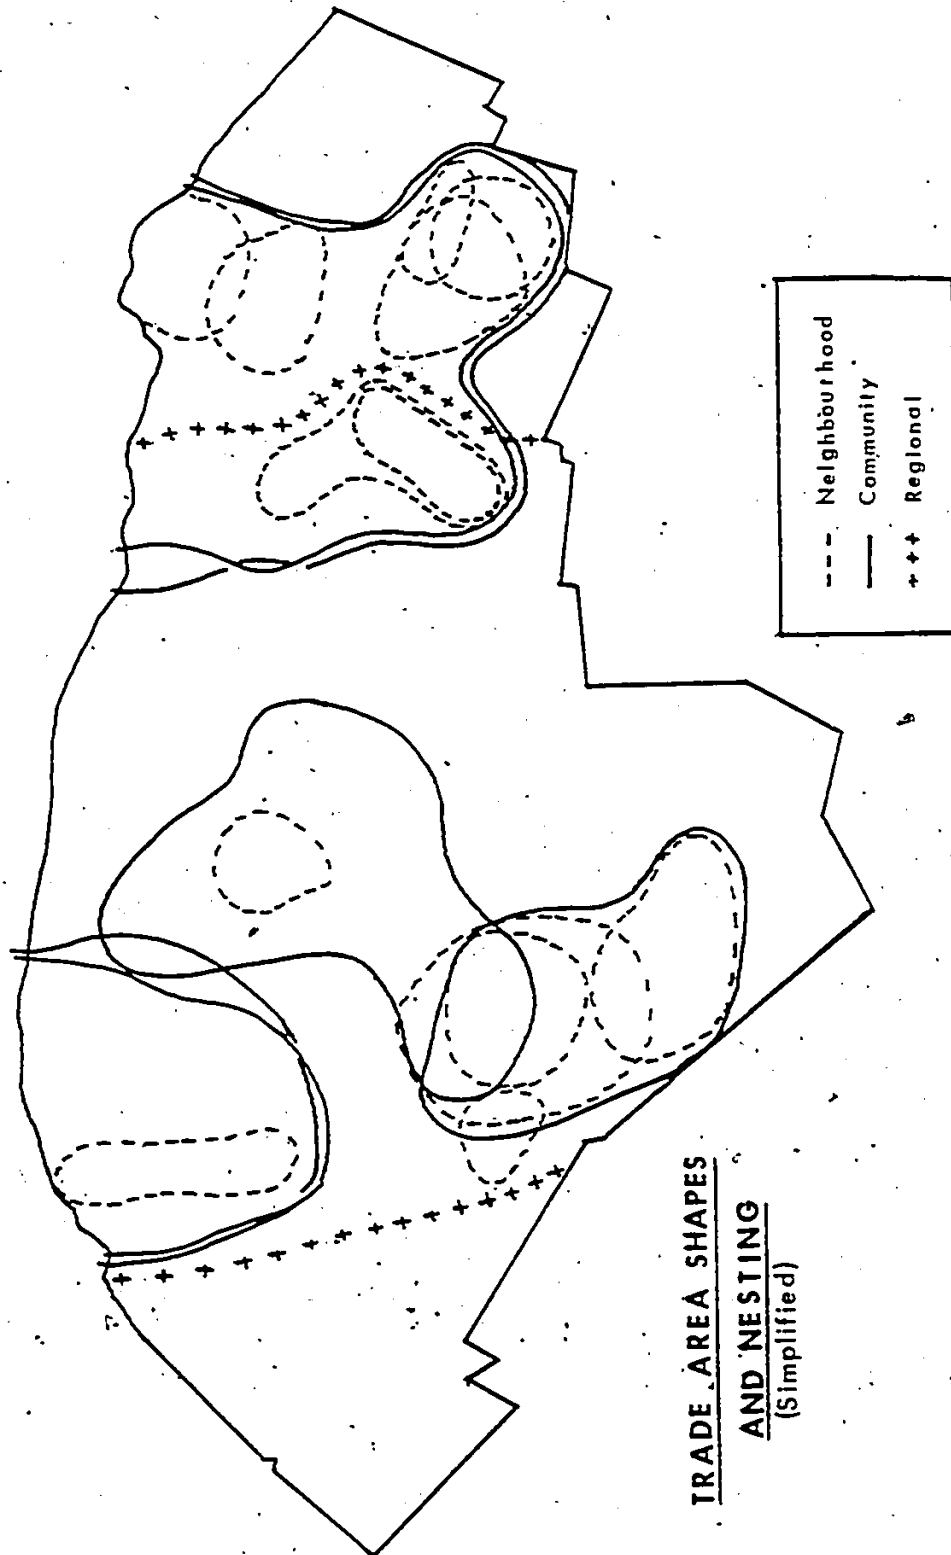 TRADE AREA SHAPES
AND NESTING
(Simplified)
--- Neighbourhood
—— Community
+++ Regional